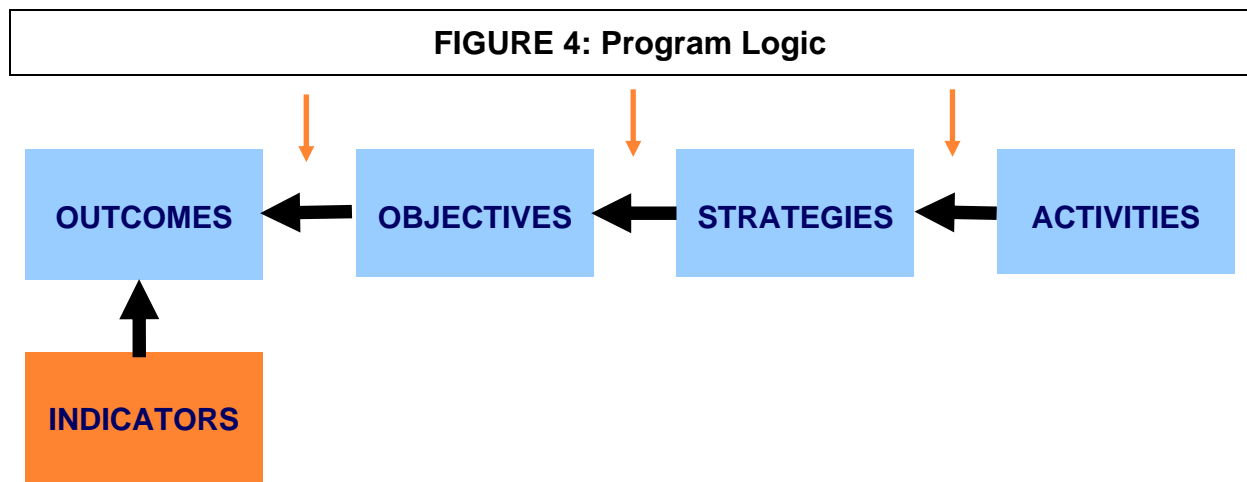 FIGURE 4: Program Logic
OUTCOMES
OBJECTIVES
STRATEGIES
ACTIVITIES
INDICATORS